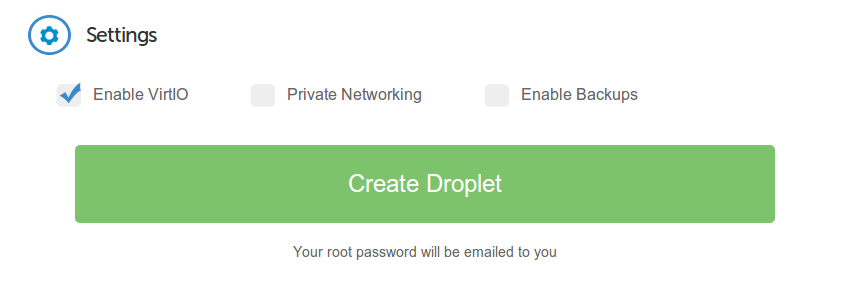 Settings
Enable VirtIO Private Networking Enable Backups
Create Droplet
Your root password will be emailed to you